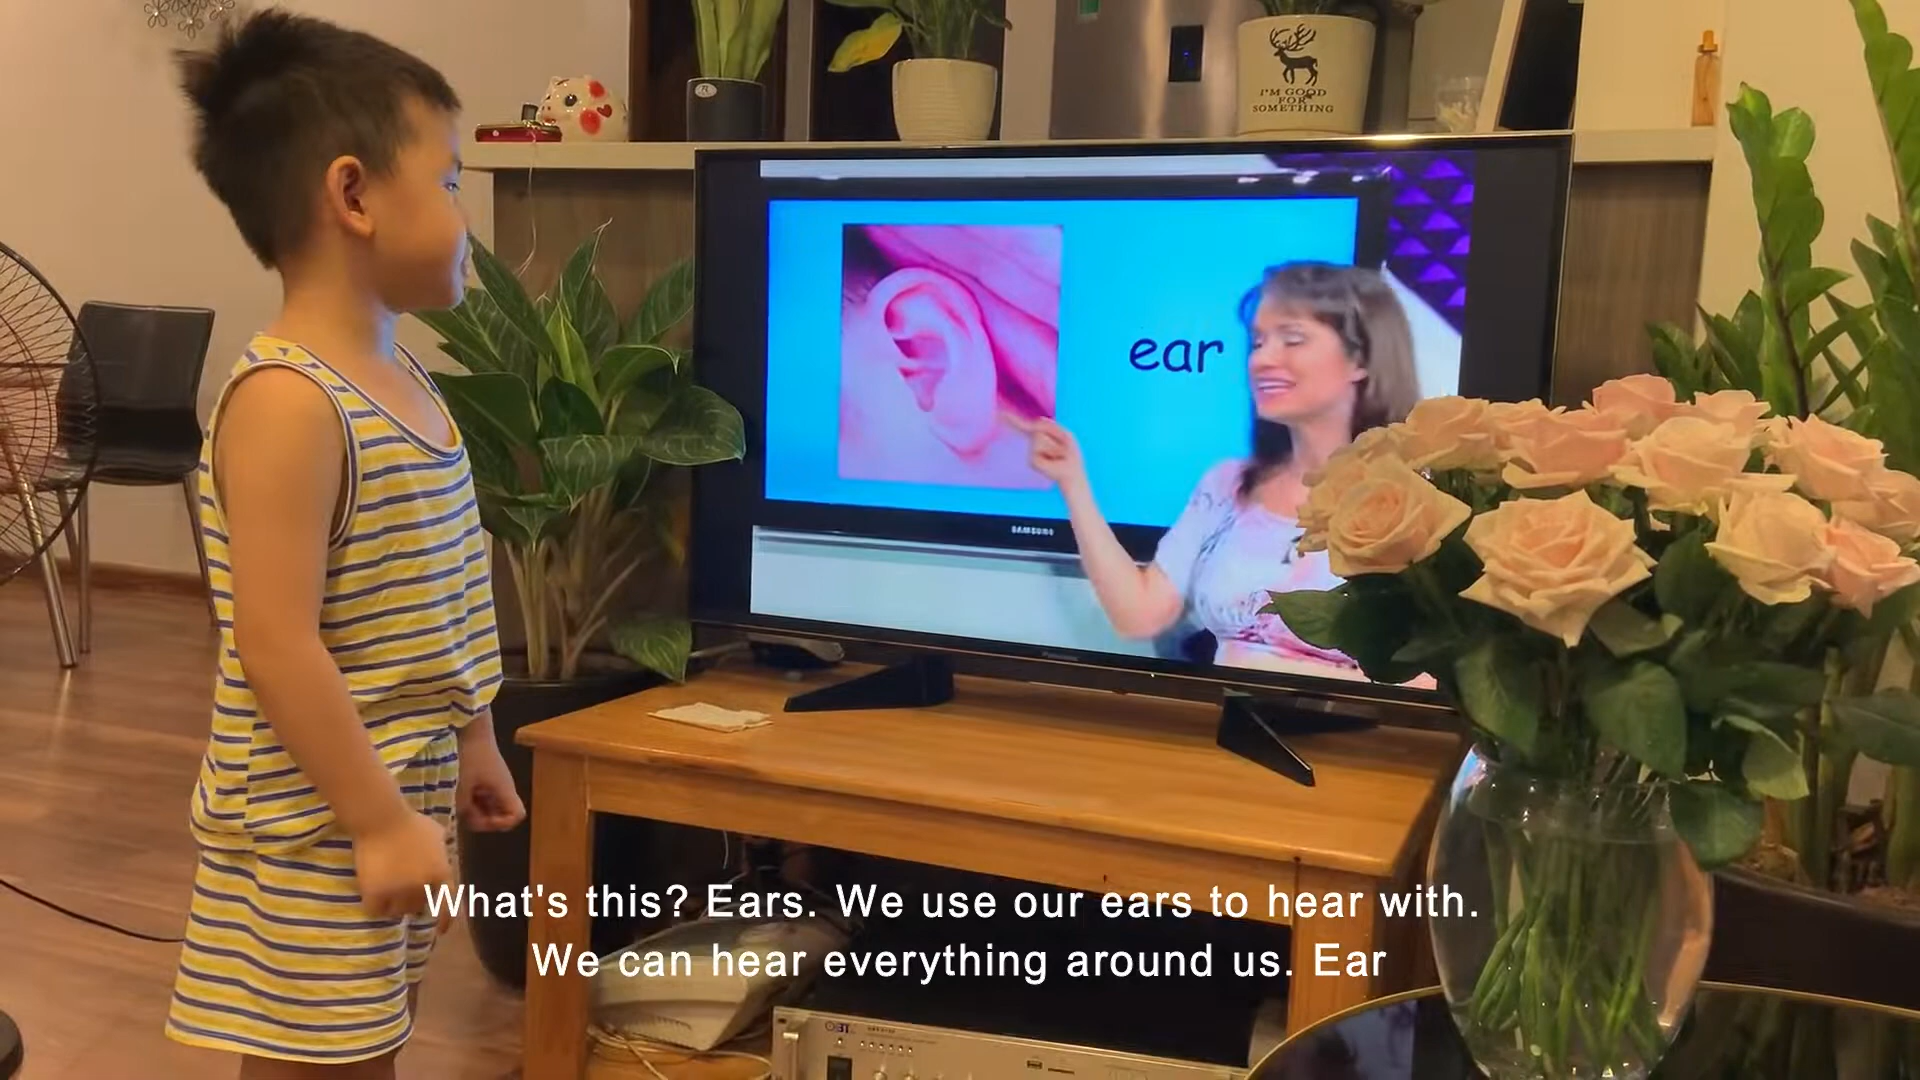 I'M GOOD
FOR
SOMETHING
ear
SAMSUNG
Panasonic
What's this? Ears. We use our ears to hear with.
We can hear everything around us. Ear